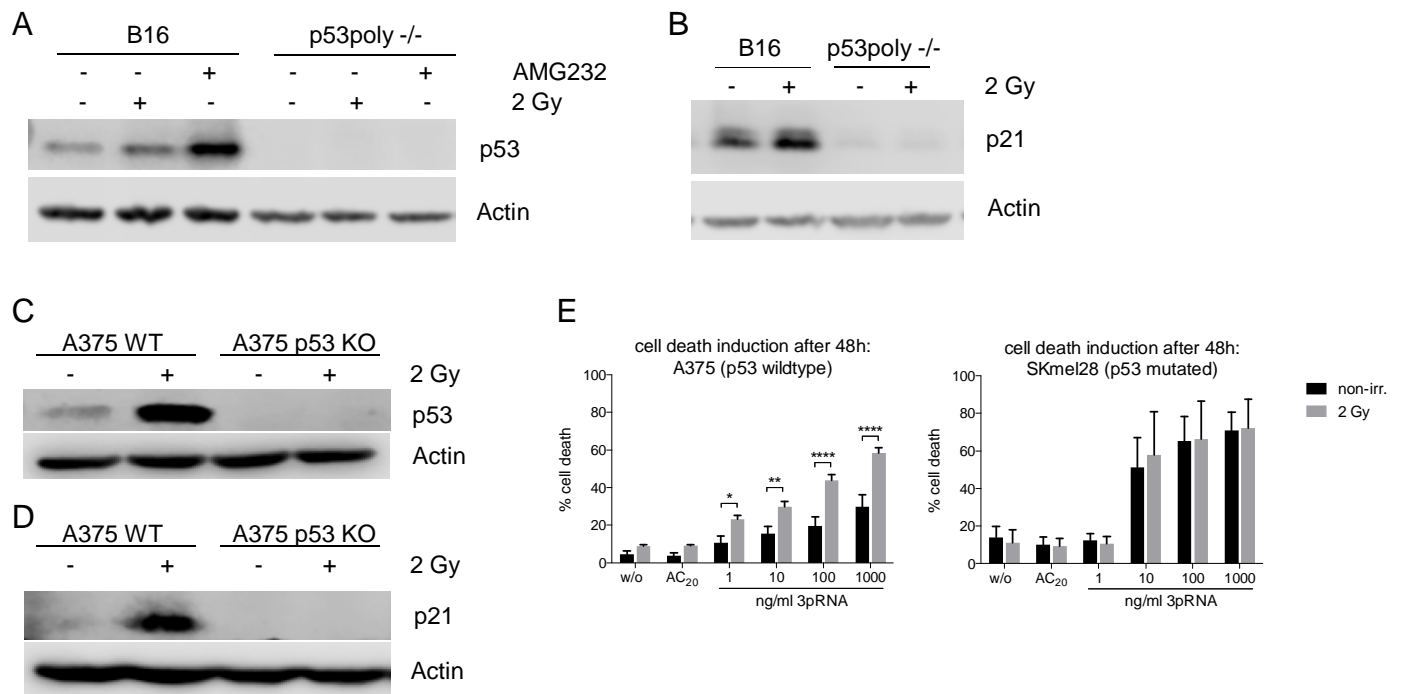 A
B16 p53poly -/-
- - + - - + AMG232
- + - - + - 2 Gy
p53
Actin
B
B16 p53poly -/-
- + - + 2 Gy
p21
Actin
C
A375 WT A375 p53 KO
- + - + 2 Gy
p53
Actin
D
A375 WT A375 p53 KO
- + - + 2 Gy
p21
Actin
E
cell death induction after 48h:
A375 (p53 wildtype)
% cell death
100
80
60
40
20
0
* ** **** ****
w/o AC20 1 10 100 1000
ng/ml 3pRNA
cell death induction after 48h:
SKmel28 (p53 mutated)
% cell death
100
80
60
40
20
0
w/o AC20 1 10 100 1000
ng/ml 3pRNA
non-irr.
2 Gy